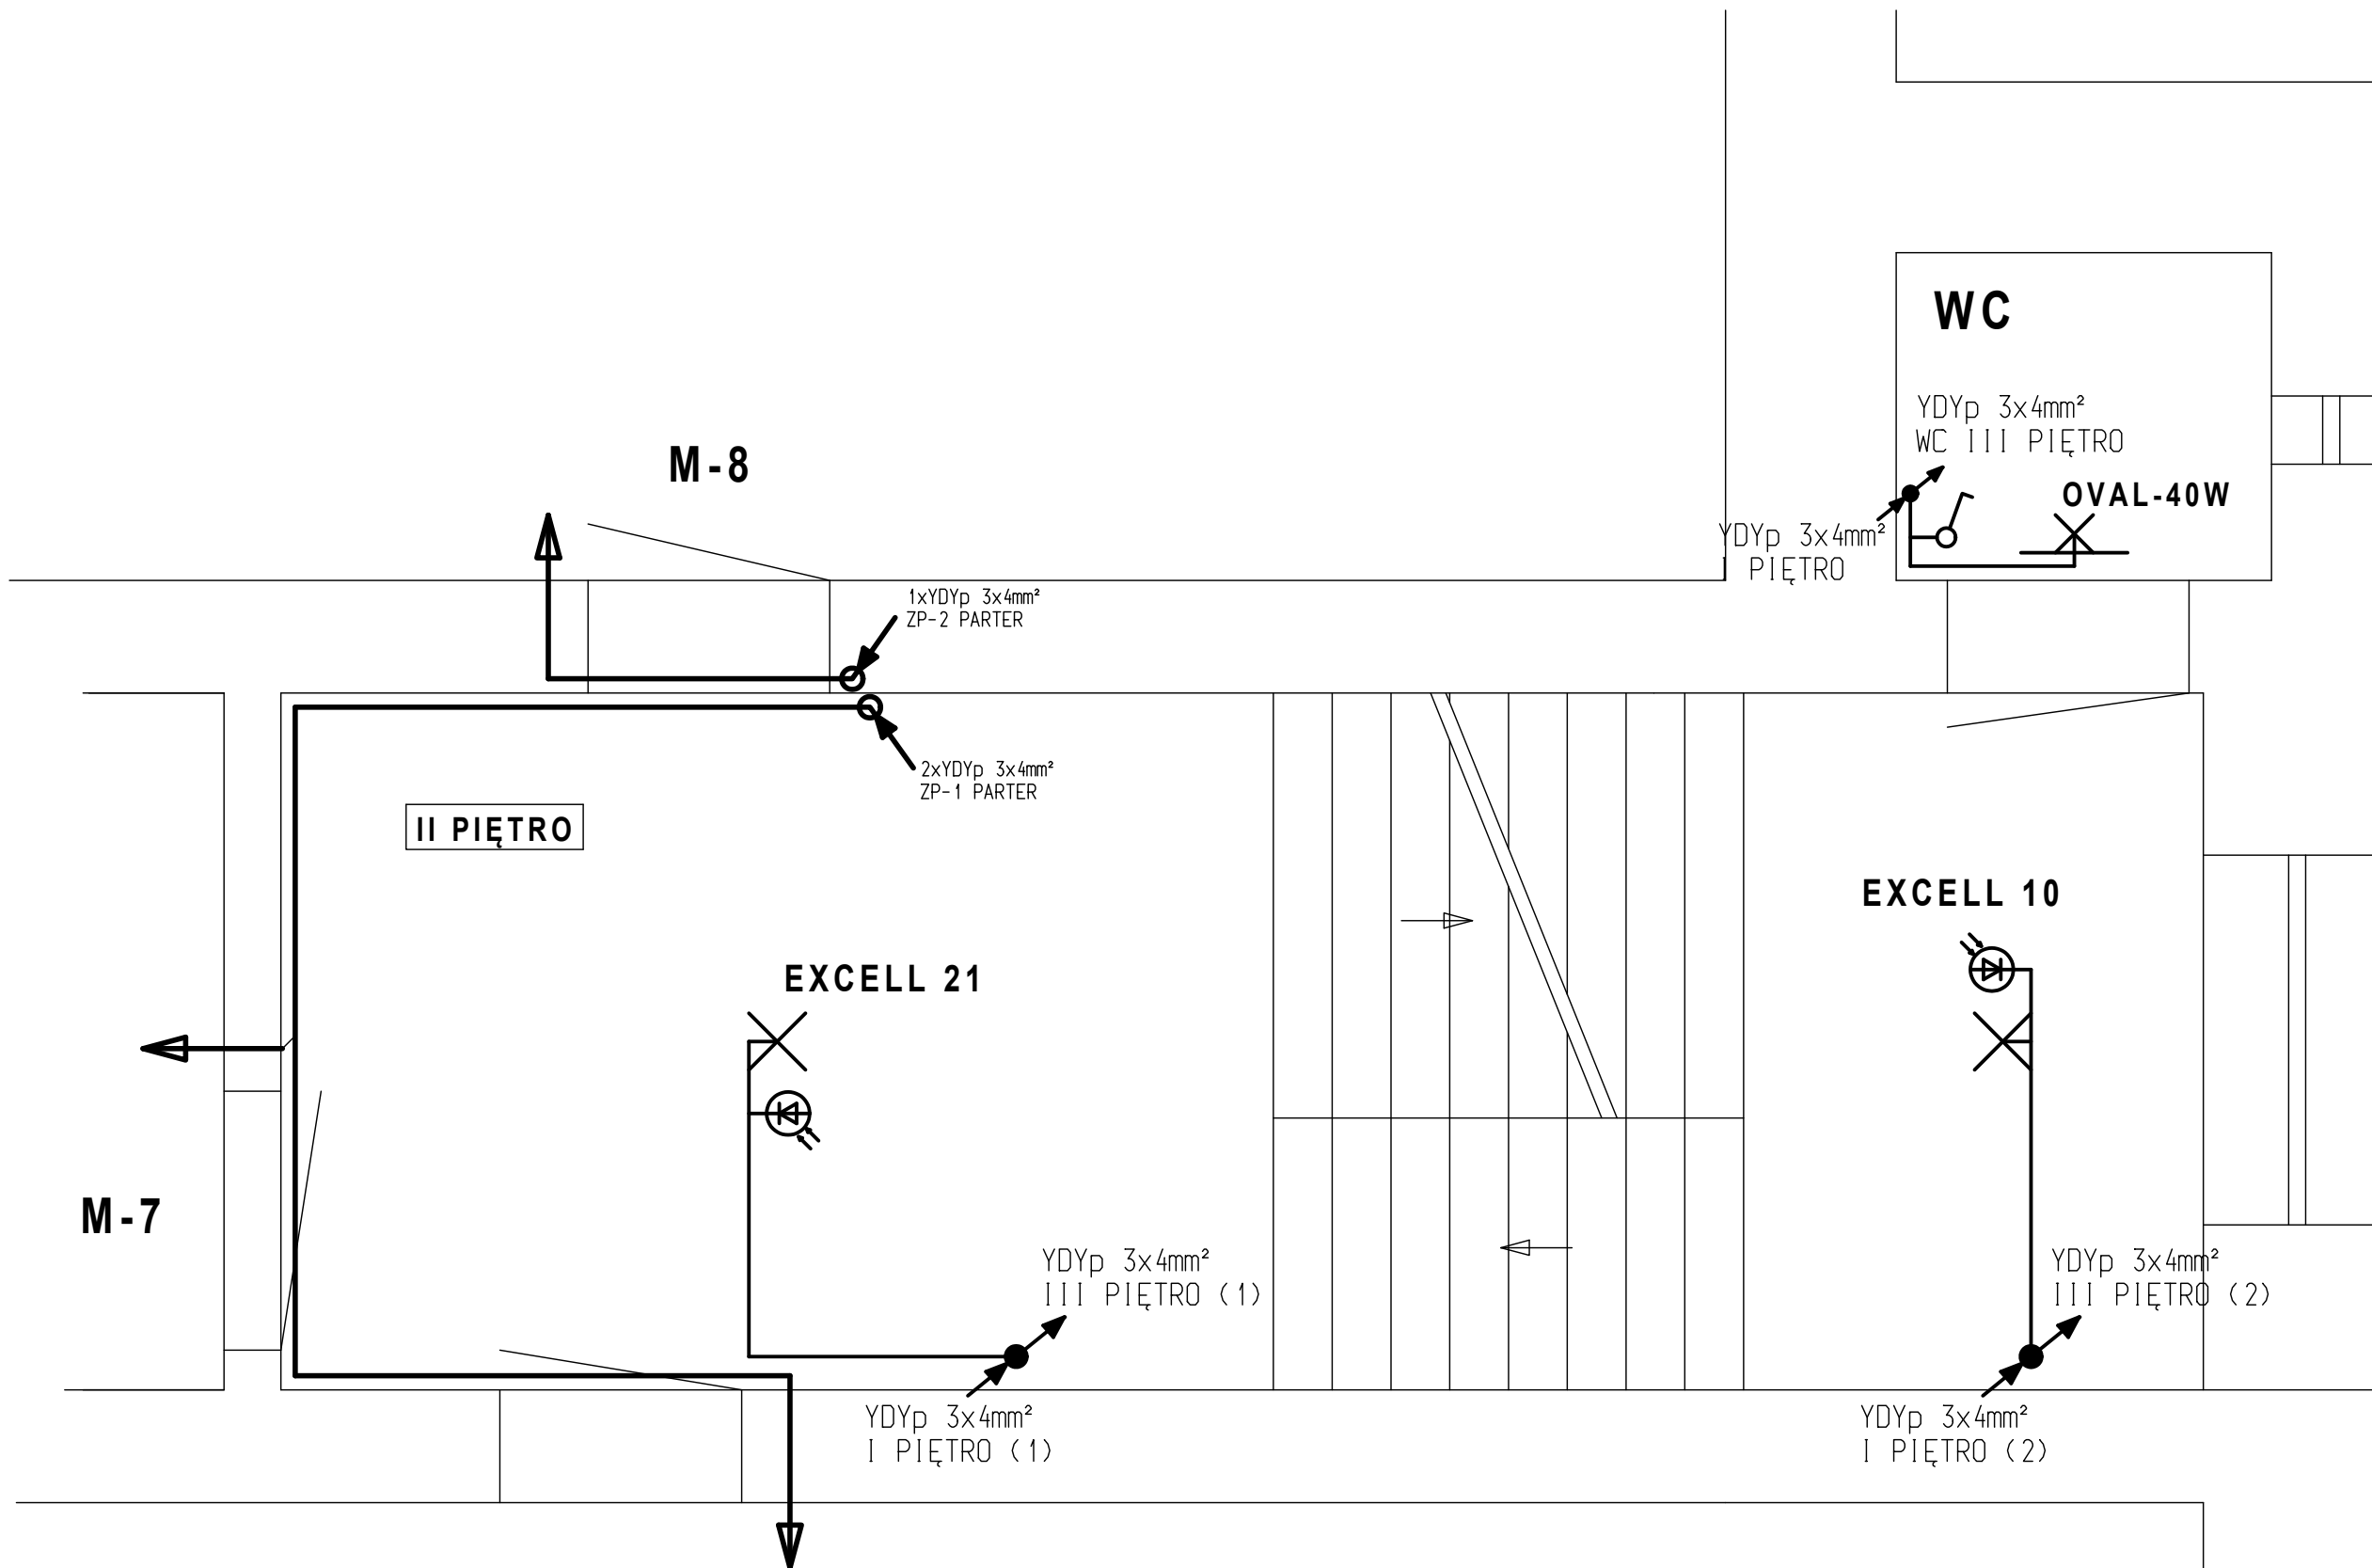 WC
YDYp 3x4mm²
WC III PIĘTRO
M-8
OVAL-40W
YDYp 3x4mm²
I PIĘTRO
1xYDYp 3x4mm²
ZP-2 PARTER
2xYDYp 3x4mm²
ZP-1 PARTER
II PIĘTRO
EXCELL 10
EXCELL 21
M-7
YDYp 3x4mm²
III PIĘTRO (1)
YDYp 3x4mm²
III PIĘTRO (2)
YDYp 3x4mm²
I PIĘTRO (1)
YDYp 3x4mm²
I PIĘTRO (2)